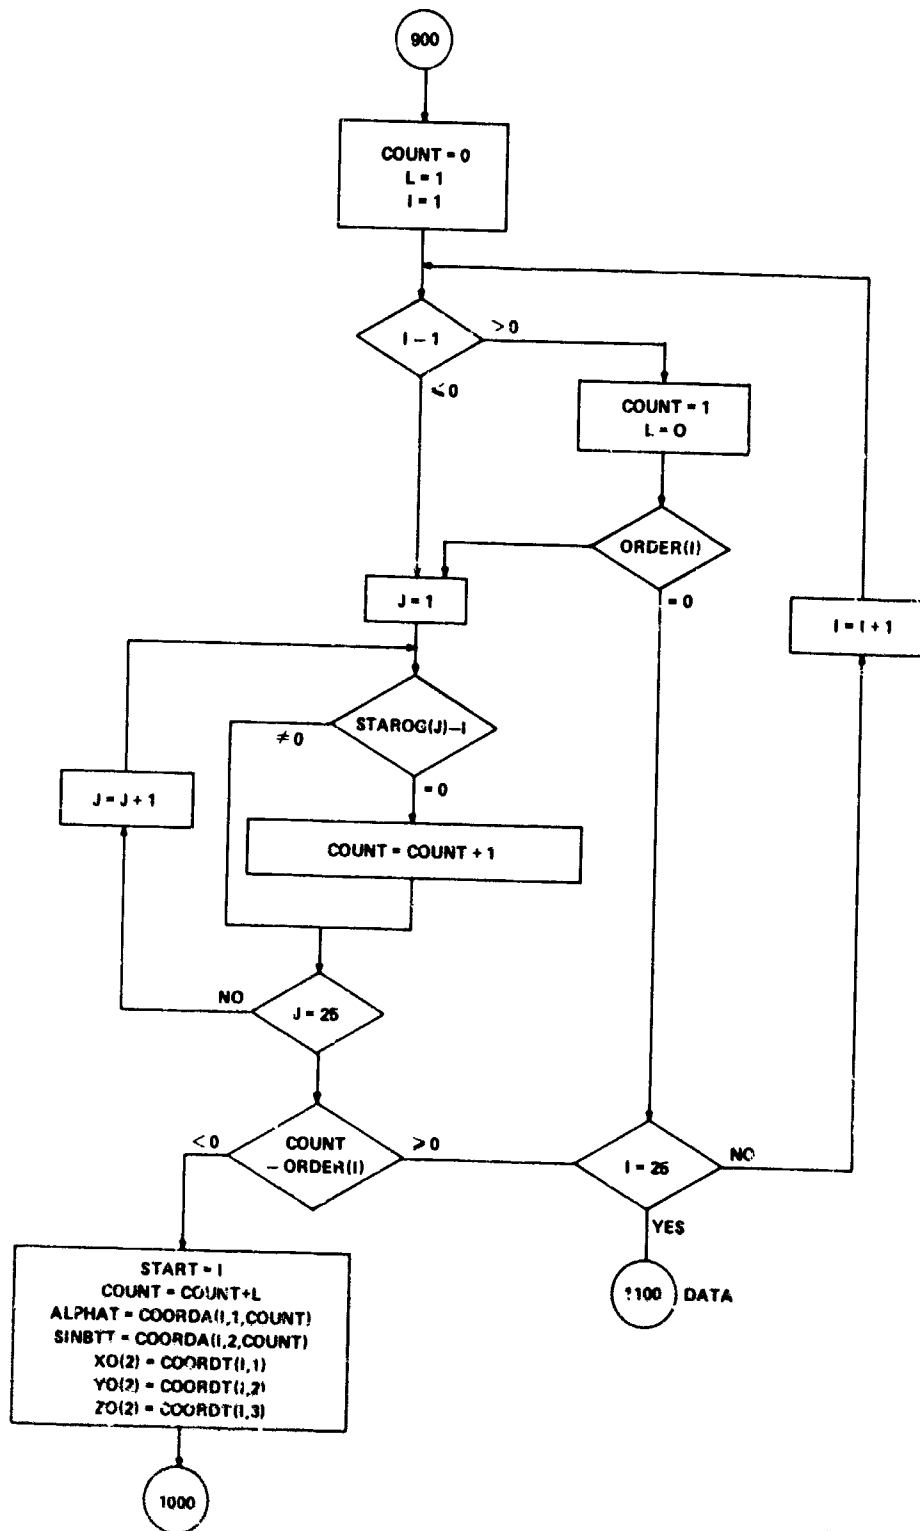 900
COUNT = 0
L = 1
I = 1
I – 1
> 0
⩽ 0
COUNT = 1
L = O
ORDER(I)
= 0
J = 1
I = I + 1
STAROG(J)–I
≠ 0
= 0
J = J + 1
COUNT = COUNT + 1
NO
J = 25
< 0
COUNT
– ORDER(I)
⩾ 0
I = 25
NO
YES
1100 DATA
START = I
COUNT = COUNT+L
ALPHAT = COORDA(I,1,COUNT)
SINBTT = COORDA(I,2,COUNT)
XO(2) = COORDT(I,1)
YO(2) = COORDT(I,2)
ZO(2) = COORDT(I,3)
1000